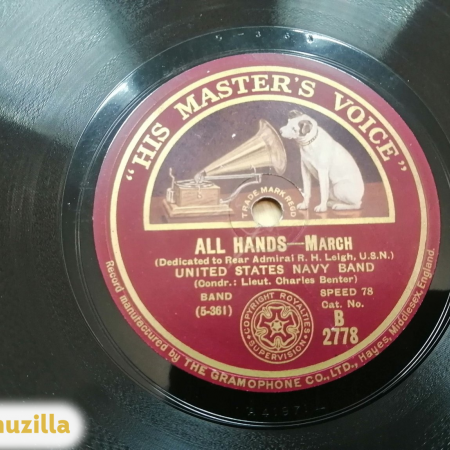 "HIS MASTER'S VOICE"
TRADE MARK REGD
ALL HANDS—MARCH
(Dedicated to Rear Admiral R. H. Leigh, U.S.N.)
UNITED STATES NAVY BAND
(Condr.: Lieut. Charles Benter)
BAND
(5-361)
SPEED 78
Cat. No.
B
2778
COPYRIGHT ROYALTIES
SUPERVISION
Record manufactured by THE GRAMOPHONE CO., LTD., Hayes, Middlesex, England.